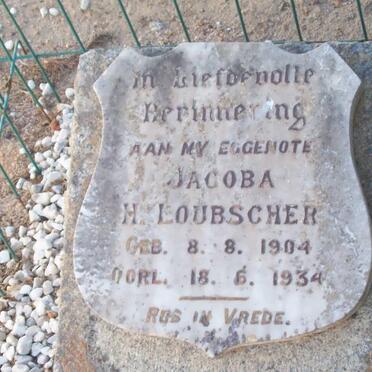 In Liefdevolle
Herinnering
AAN MY EGGENOTE
JACOBA
H. LOUBSCHER
GEB. 8. 8. 1904
OORL. 18. 6. 1934
RUS IN VREDE.